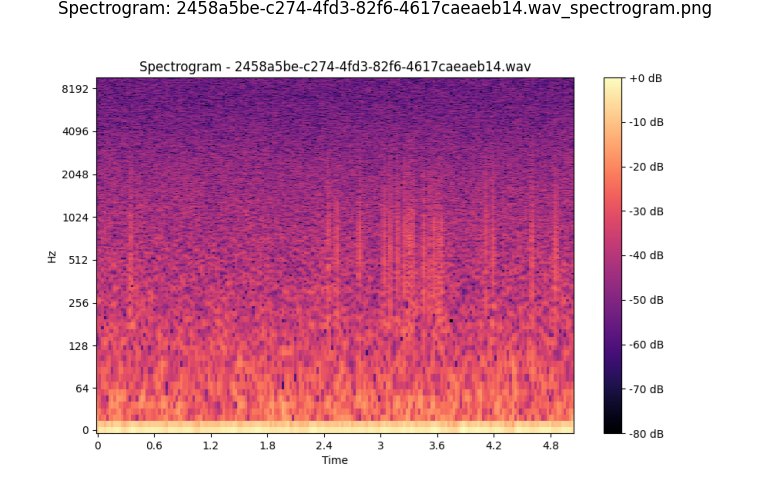 Spectrogram: 2458a5be-c274-4fd3-82f6-4617caeaeb14.wav_spectrogram.png
Spectrogram - 2458a5be-c274-4fd3-82f6-4617caeaeb14.wav
8192
4096
2048
1024
512
256
128
64
0
Hz
0 0.6 1.2 1.8 2.4 3 3.6 4.2 4.8
Time
+0 dB
-10 dB
-20 dB
-30 dB
-40 dB
-50 dB
-60 dB
-70 dB
-80 dB